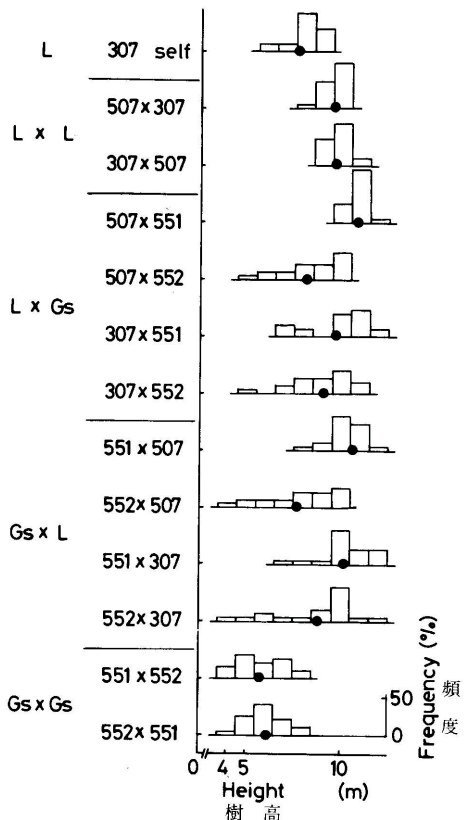 L 307 self
507x307
L x L
307x507
507x551
507x552
L x Gs
307x551
307x552
551x507
552x507
Gs x L
551x307
552x307
551x552
Gs x Gs
552x551
50
0
Frequency (%)
頻度
0 4 5 10
Height (m)
樹高